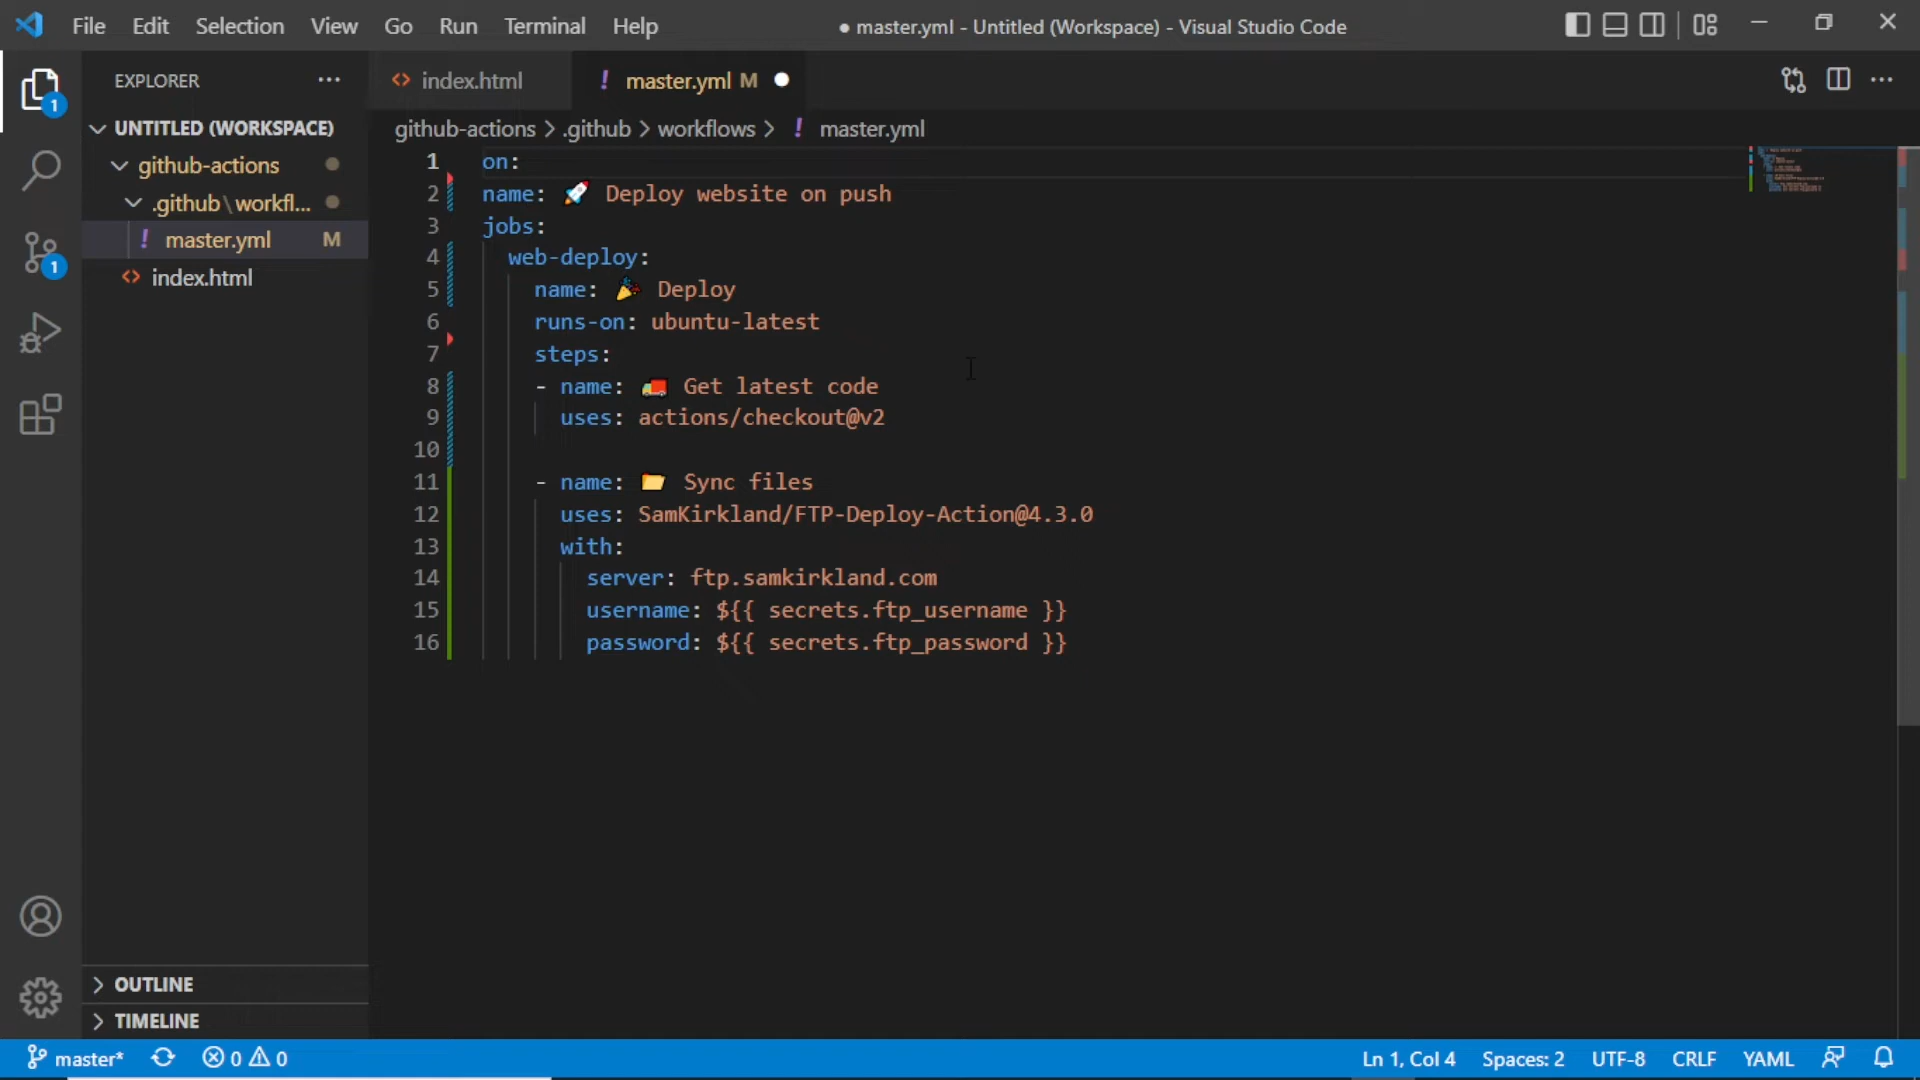 File Edit Selection View Go Run Terminal Help ● master.yml - Untitled (Workspace) - Visual Studio Code
EXPLORER ···
<> index.html
! master.yml M ●
1
UNTITLED (WORKSPACE)
github-actions > .github > workflows > ! master.yml
github-actions
.github\workfl...
! master.yml M
<> index.html
1
1 on:
2 name: 🚀 Deploy website on push
3 jobs:
4 web-deploy:
5 name: 🎉 Deploy
6 runs-on: ubuntu-latest
7 steps:
8 - name: 🚚 Get latest code
9 uses: actions/checkout@v2
10
11 - name: 📂 Sync files
12 uses: SamKirkland/FTP-Deploy-Action@4.3.0
13 with:
14 server: ftp.samkirkland.com
15 username: ${{ secrets.ftp_username }}
16 password: ${{ secrets.ftp_password }}
OUTLINE
TIMELINE
master* 0 0 Ln 1, Col 4 Spaces: 2 UTF-8 CRLF YAML